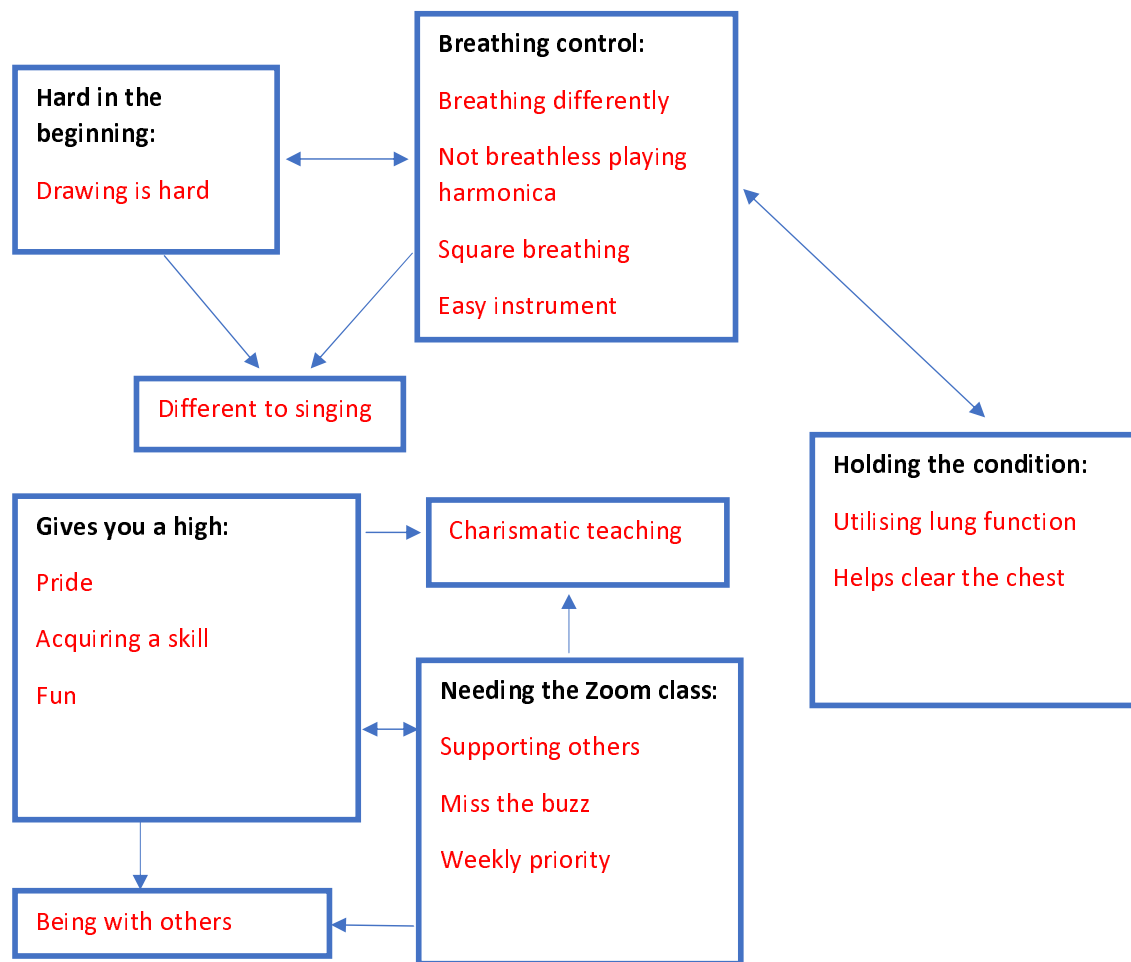 Hard in the
beginning:
Drawing is hard
Breathing control:
Breathing differently
Not breathless playing
harmonica
Square breathing
Easy instrument
Different to singing
Holding the condition:
Utilising lung function
Helps clear the chest
Gives you a high:
Pride
Acquiring a skill
Fun
Charismatic teaching
Needing the Zoom class:
Supporting others
Miss the buzz
Weekly priority
Being with others